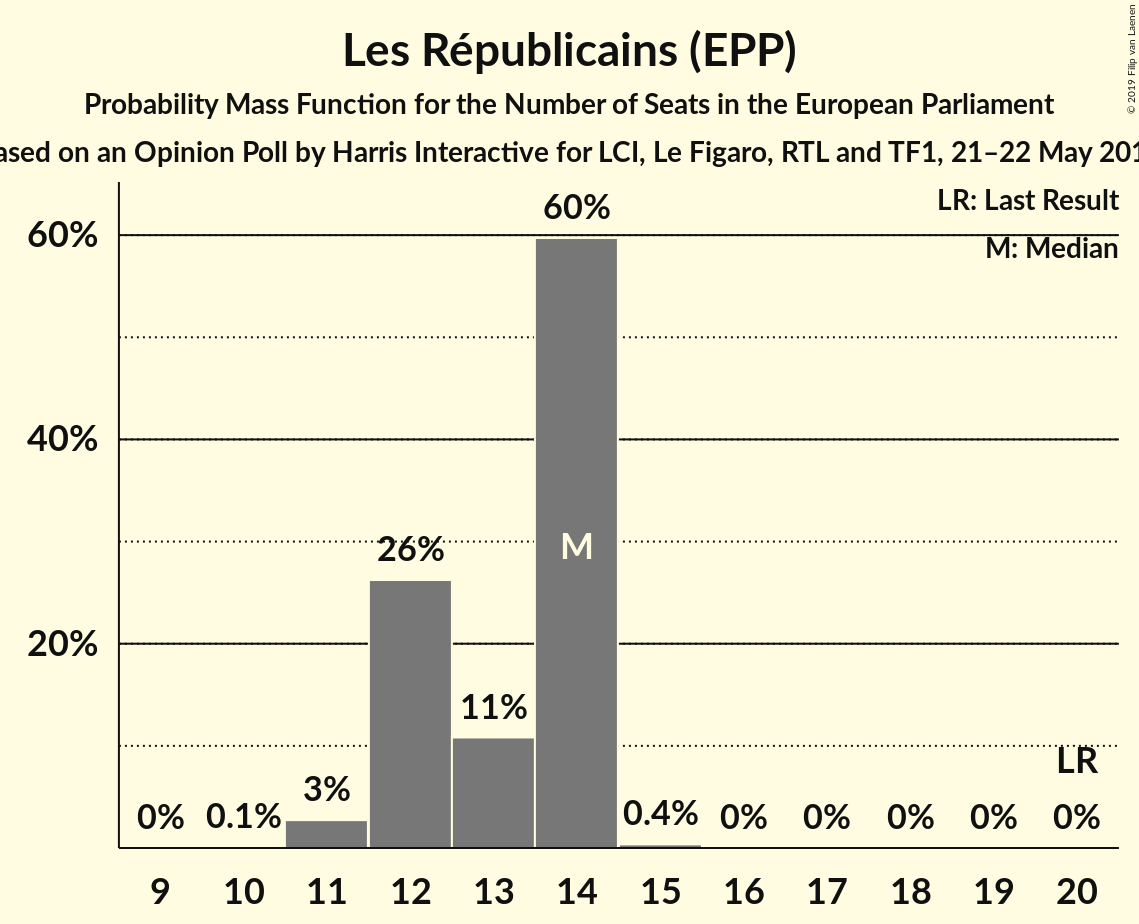 Les Républicains (EPP)
Probability Mass Function for the Number of Seats in the European Parliament
on an Opinion Poll by Harris Interactive for LCI, Le Figaro, RTL and TF1, 21–22 May
© 2019 Filip van Laenen
LR: Last Result
M: Median
60%
40%
20%
0%
0.1%
3%
26%
11%
60%
M
0.4%
0%
0%
0%
0%
LR
0%
9 10 11 12 13 14 15 16 17 18 19 20